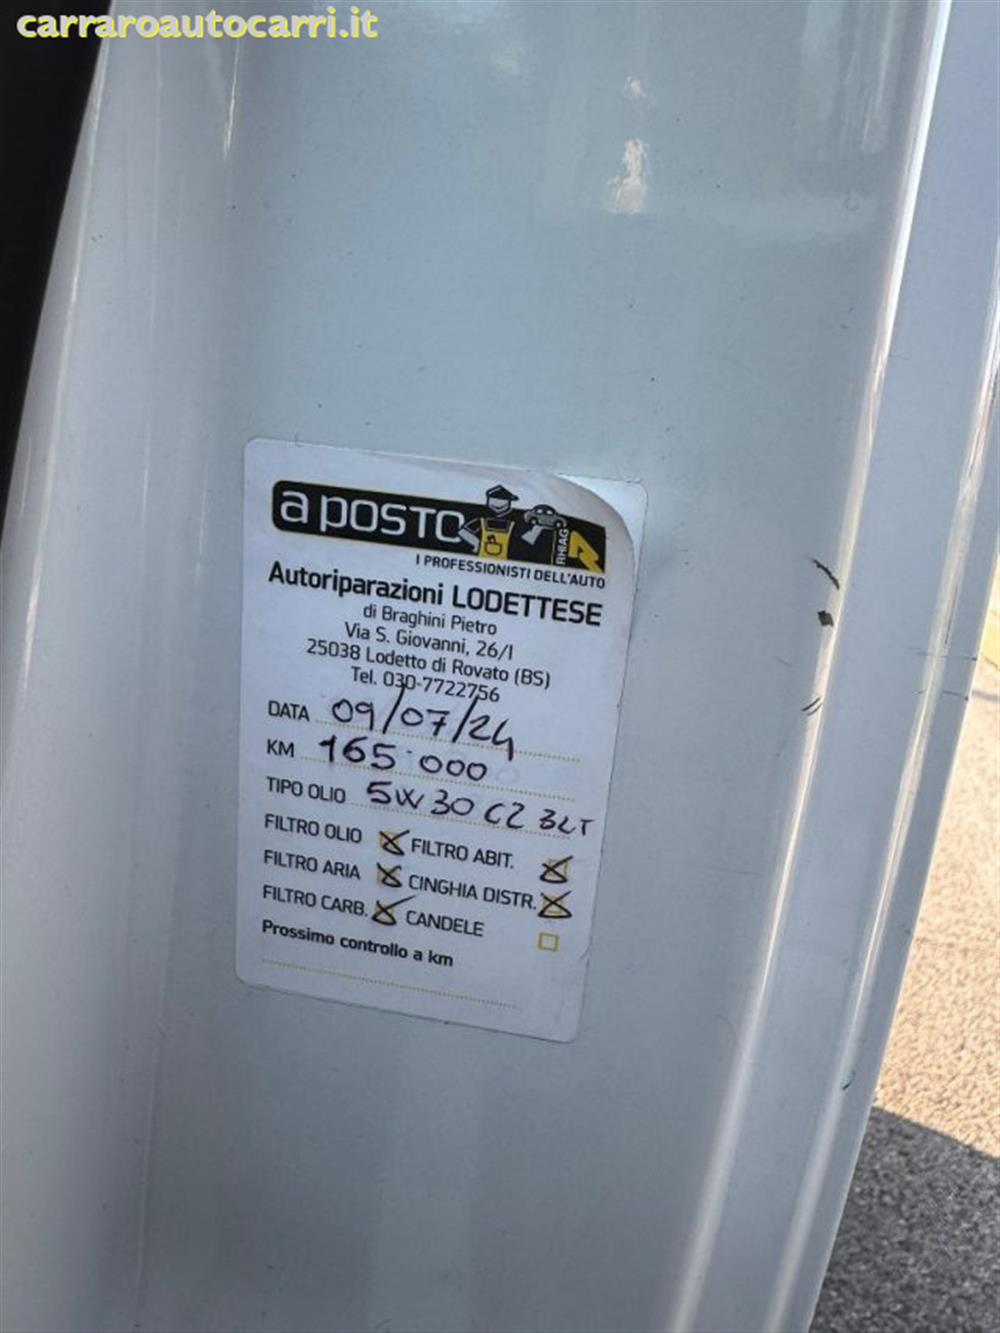 carraroautocarri.it
a posto
RHIAG
I PROFESSIONISTI DELL'AUTO
Autoriparazioni LODETTESE
di Braghini Pietro
Via S. Giovanni, 26/I
25038 Lodetto di Rovato (BS)
Tel. 030-7722756
DATA 09/07/24
KM 165.000
TIPO OLIO 5W30 C2 3LT
FILTRO OLIO FILTRO ABIT.
FILTRO ARIA CINGHIA DISTR.
FILTRO CARB. CANDELE
Prossimo controllo a km